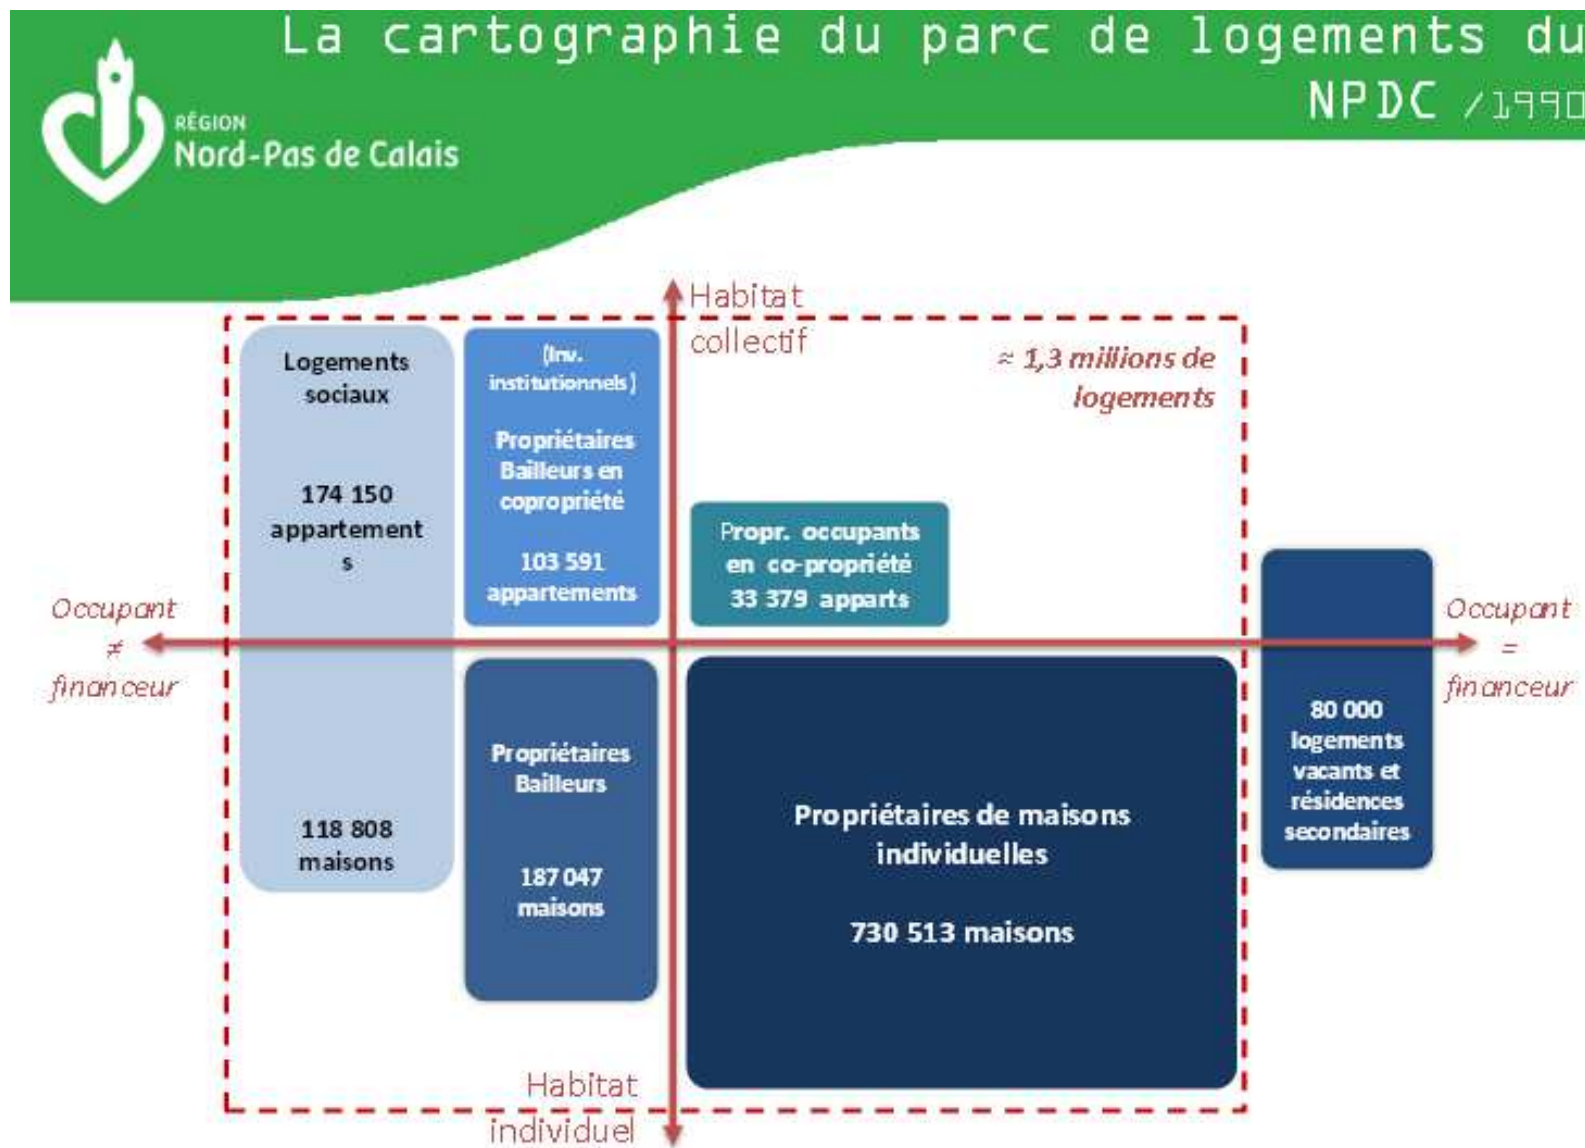 La cartographie du parc de logements du
NPDC /1990
RÉGION
Nord-Pas de Calais
Habitat
collectif
≈ 1,3 millions de
logements
Logements
sociaux
174 150
appartement
s
118 808
maisons
(Inv.
institutionnels)
Propriétaires
Bailleurs en
copropriété
103 591
appartements
Propr. occupants
en co-propriété
33 379 apparts
Occupant
≠
financeur
Occupant
=
financeur
Propriétaires
Bailleurs
187 047
maisons
Propriétaires de maisons
individuelles
730 513 maisons
80 000
logements
vacants et
résidences
secondaires
Habitat
individuel